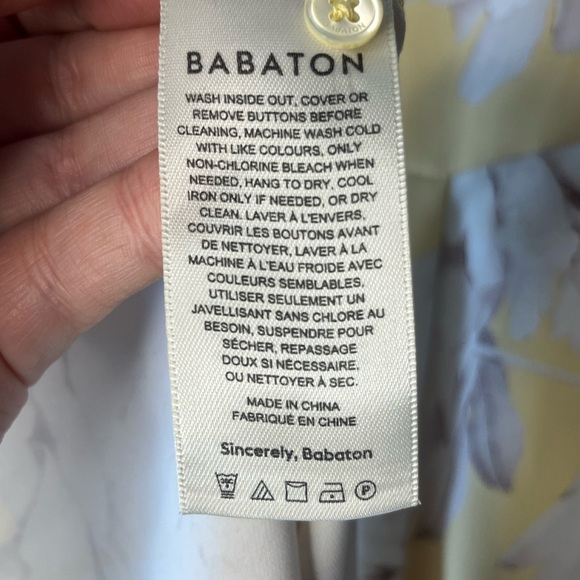 BABATON
BABATON
WASH INSIDE OUT, COVER OR
REMOVE BUTTONS BEFORE
CLEANING, MACHINE WASH COLD
WITH LIKE COLOURS, ONLY
NON-CHLORINE BLEACH WHEN
NEEDED, HANG TO DRY, COOL
IRON ONLY IF NEEDED, OR DRY
CLEAN. LAVER À L'ENVERS,
COUVRIR LES BOUTONS AVANT
DE NETTOYER, LAVER À LA
MACHINE À L'EAU FROIDE AVEC
COULEURS SEMBLABLES,
UTILISER SEULEMENT UN
JAVELLISANT SANS CHLORE AU
BESOIN, SUSPENDRE POUR
SÉCHER, REPASSAGE
DOUX SI NÉCESSAIRE,
OU NETTOYER À SEC.
MADE IN CHINA
FABRIQUÉ EN CHINE
Sincerely, Babaton
30C P